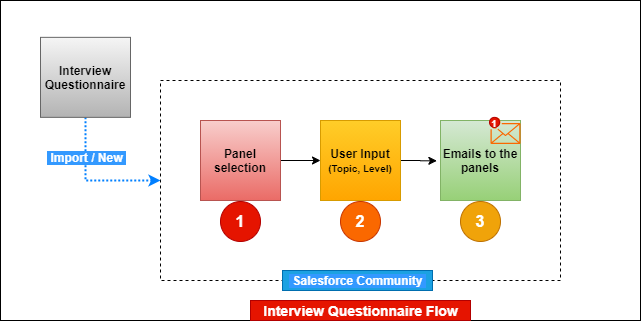 Interview
Questionnaire
Import / New
Panel
selection
1
User Input
(Topic, Level)
2
1
Emails to the
panels
3
Salesforce Community
Interview Questionnaire Flow